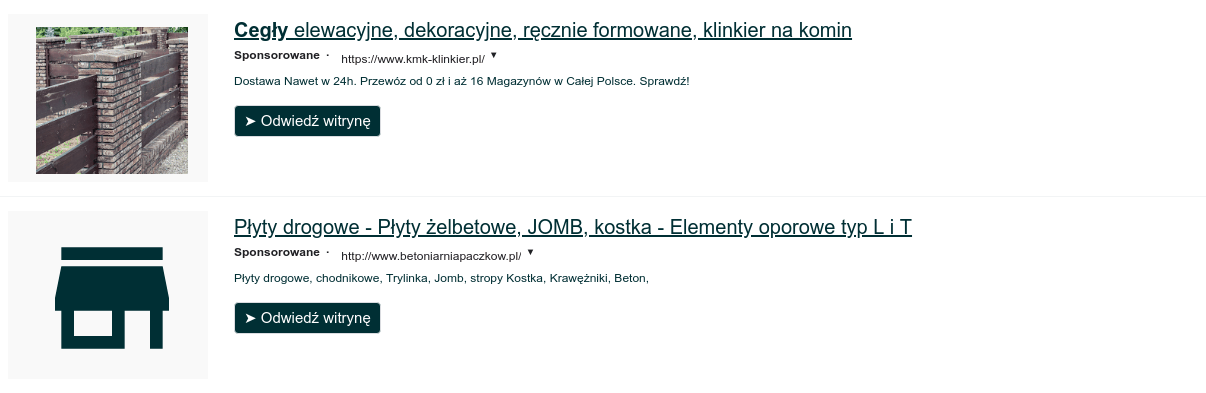 Cegły elewacyjne, dekoracyjne, ręcznie formowane, klinkier na komin
Sponsorowane · https://www.kmk-klinkier.pl/ ▼
Dostawa Nawet w 24h. Przewóz od 0 zł i aż 16 Magazynów w Całej Polsce. Sprawdź!
➤ Odwiedź witrynę
Płyty drogowe - Płyty żelbetowe, JOMB, kostka - Elementy oporowe typ L i T
Sponsorowane · http://www.betoniarniapaczkow.pl/ ▼
Płyty drogowe, chodnikowe, Trylinka, Jomb, stropy Kostka, Krawężniki, Beton,
➤ Odwiedź witrynę